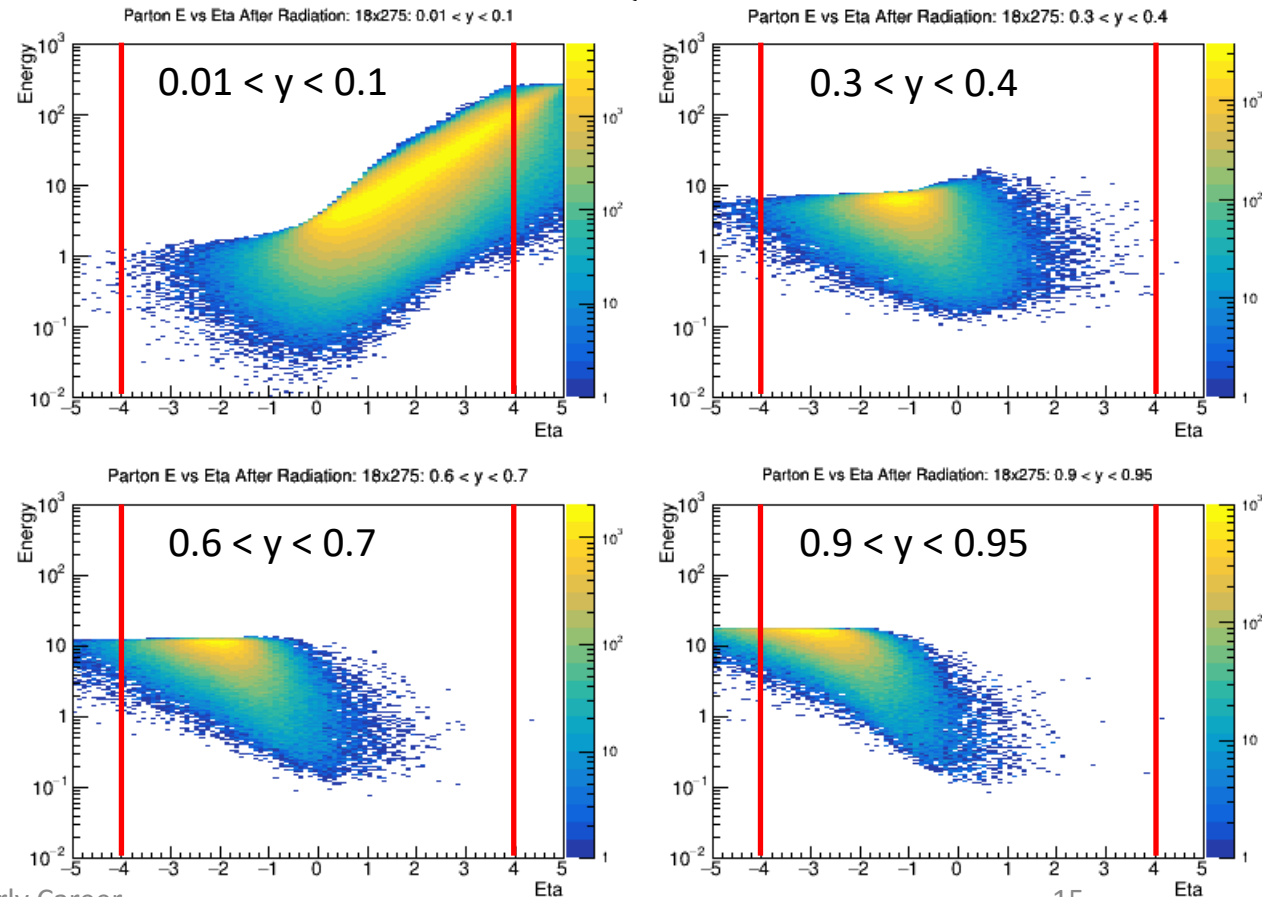 Parton E vs Eta After Radiation: 18x275: 0.01 < y < 0.1
0.01 < y < 0.1
Energy
10³
10²
10
1
10⁻¹
10⁻²
−5 −4 −3 −2 −1 0 1 2 3 4 5
Eta
10³
10²
10
1
Parton E vs Eta After Radiation: 18x275: 0.3 < y < 0.4
0.3 < y < 0.4
Energy
10³
10²
10
1
10⁻¹
10⁻²
−5 −4 −3 −2 −1 0 1 2 3 4 5
Eta
10³
10²
10
1
Parton E vs Eta After Radiation: 18x275: 0.6 < y < 0.7
0.6 < y < 0.7
Energy
10³
10²
10
1
10⁻¹
10⁻²
−5 −4 −3 −2 −1 0 1 2 3 4 5
Eta
10³
10²
10
1
Parton E vs Eta After Radiation: 18x275: 0.9 < y < 0.95
0.9 < y < 0.95
Energy
10³
10²
10
1
10⁻¹
10⁻²
−5 −4 −3 −2 −1 0 1 2 3 4 5
Eta
10³
10²
10
1
Career
15